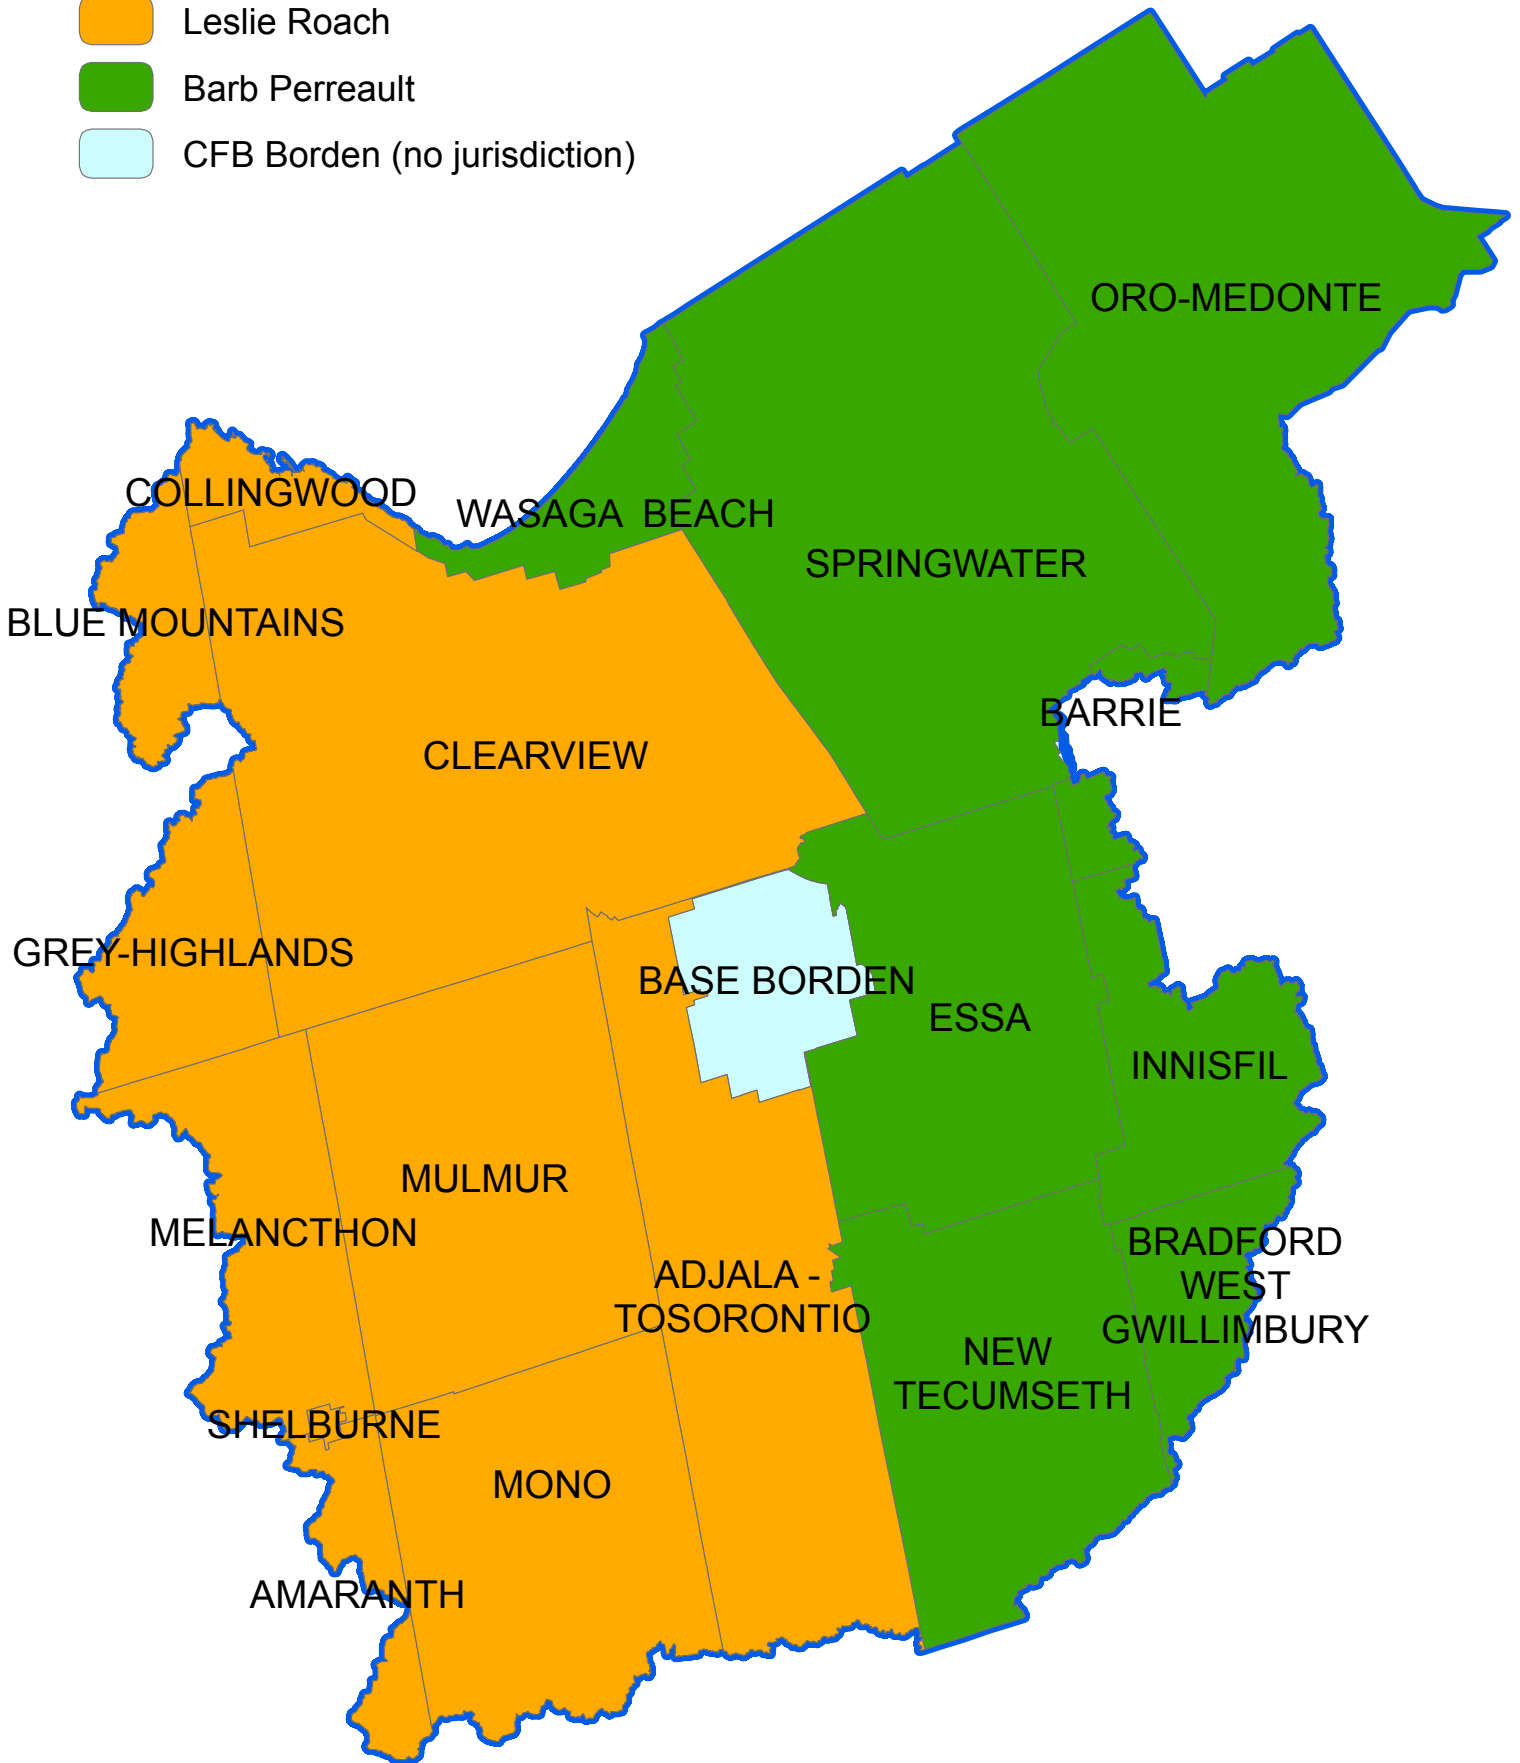 Leslie Roach
Barb Perreault
CFB Borden (no jurisdiction)
ORO-MEDONTE
COLLINGWOOD
WASAGA BEACH
SPRINGWATER
BLUE MOUNTAINS
BARRIE
CLEARVIEW
GREY-HIGHLANDS
BASE BORDEN
ESSA
INNISFIL
MULMUR
MELANCTHON
BRADFORD
WEST
GWILLIMBURY
ADJALA -
TOSORONTIO
NEW
TECUMSETH
SHELBURNE
MONO
AMARANTH